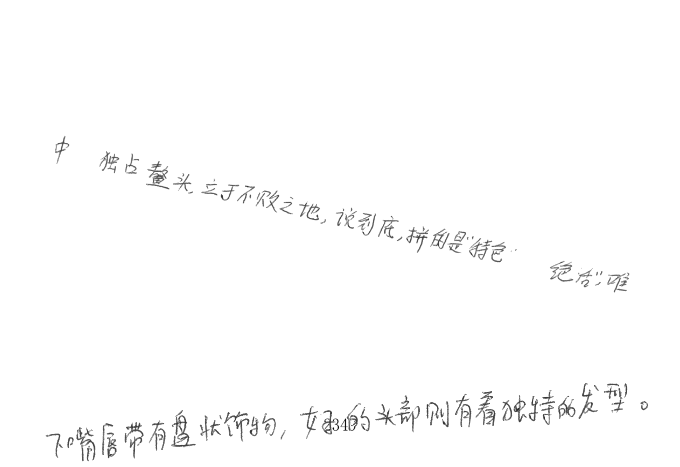 中 独占鳌头，立于不败之地，说到底，拼的是“特色”
绝活”，唯
下嘴唇带有盘状饰物，女子的头部则有着独特的发型。
340